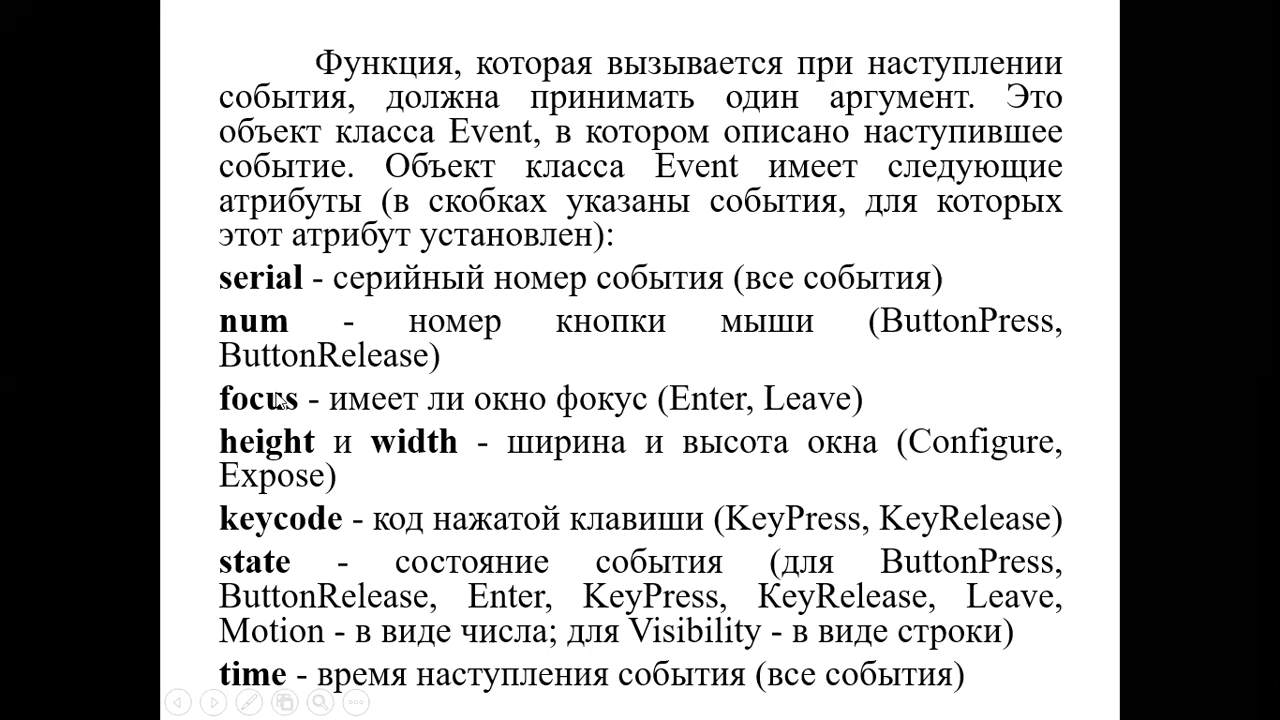 Функция, которая вызывается при наступлении
события, должна принимать один аргумент. Это
объект класса Event, в котором описано наступившее
событие. Объект класса Event имеет следующие
атрибуты (в скобках указаны события, для которых
этот атрибут установлен):
serial - серийный номер события (все события)
num - номер кнопки мыши (ButtonPress,
ButtonRelease)
focus - имеет ли окно фокус (Enter, Leave)
height и width - ширина и высота окна (Configure,
Expose)
keycode - код нажатой клавиши (KeyPress, KeyRelease)
state - состояние события (для ButtonPress,
ButtonRelease, Enter, KeyPress, KeyRelease, Leave,
Motion - в виде числа; для Visibility - в виде строки)
time - время наступления события (все события)